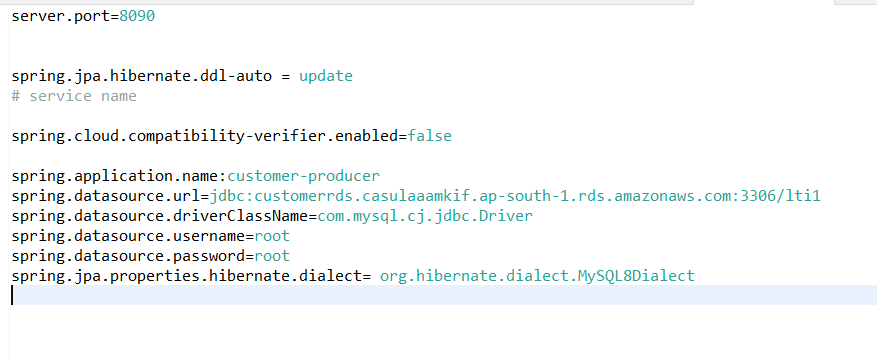 server.port=8090
spring.jpa.hibernate.ddl-auto = update
# service name
spring.cloud.compatibility-verifier.enabled=false
spring.application.name:customer-producer
spring.datasource.url=jdbc:customerrds.casulaaamkif.ap-south-1.rds.amazonaws.com:3306/lti1
spring.datasource.driverClassName=com.mysql.cj.jdbc.Driver
spring.datasource.username=root
spring.datasource.password=root
spring.jpa.properties.hibernate.dialect= org.hibernate.dialect.MySQL8Dialect